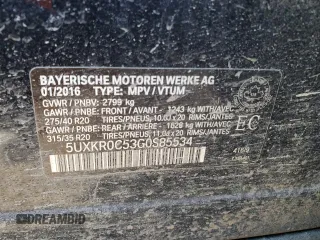 BAYERISCHE MOTOREN WERKE AG
01/2016 TYPE: MPV / VTUM
GVWR / PNBV: 2799 kg
GAWR / PNBE: FRONT / AVANT - 1243 kg WITH/AVEC
275/40 R20 TIRES/PNEUS, 10.0J x 20 RIMS/JANTES
GAWR / PNBE: REAR / ARRIERE - 1628 kg WITH/AVEC
315/35 R20 TIRES/PNEUS, 11.0J x 20 RIMS/JANTES
5UXKR0C53G0S85534
EC
DREAMBID